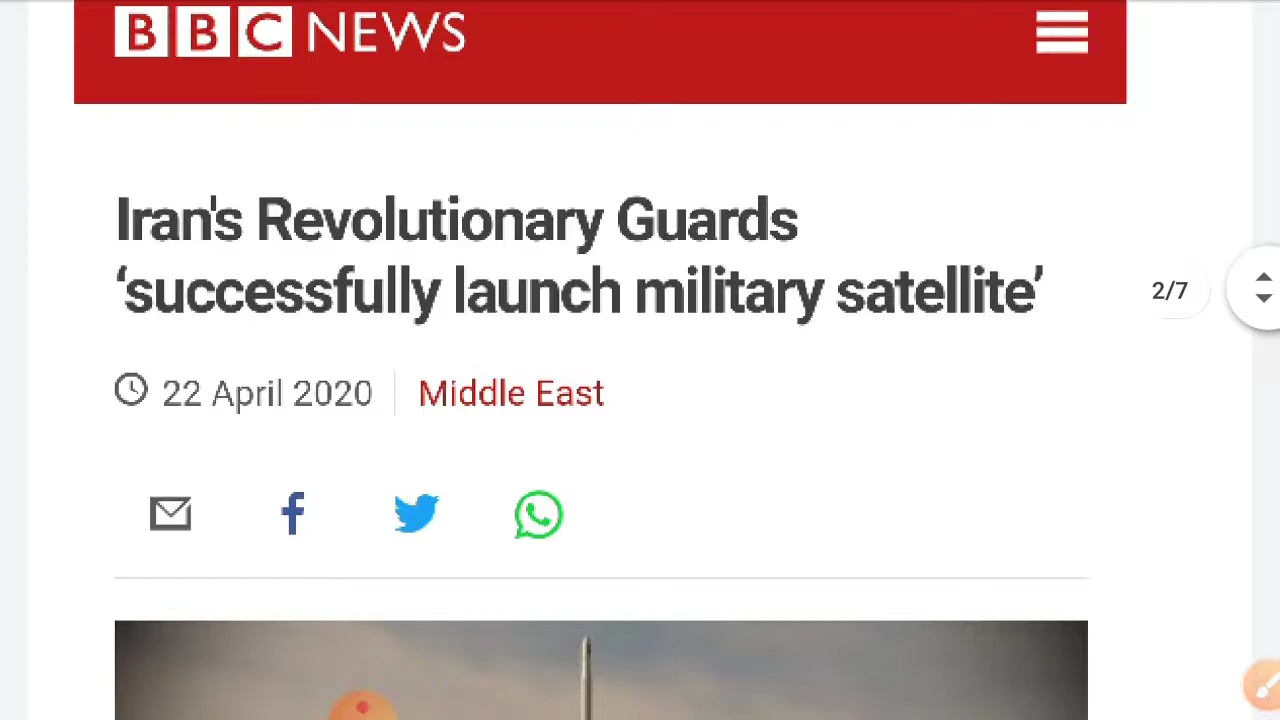 BBC NEWS
Iran's Revolutionary Guards
‘successfully launch military satellite’
22 April 2020 Middle East
2/7